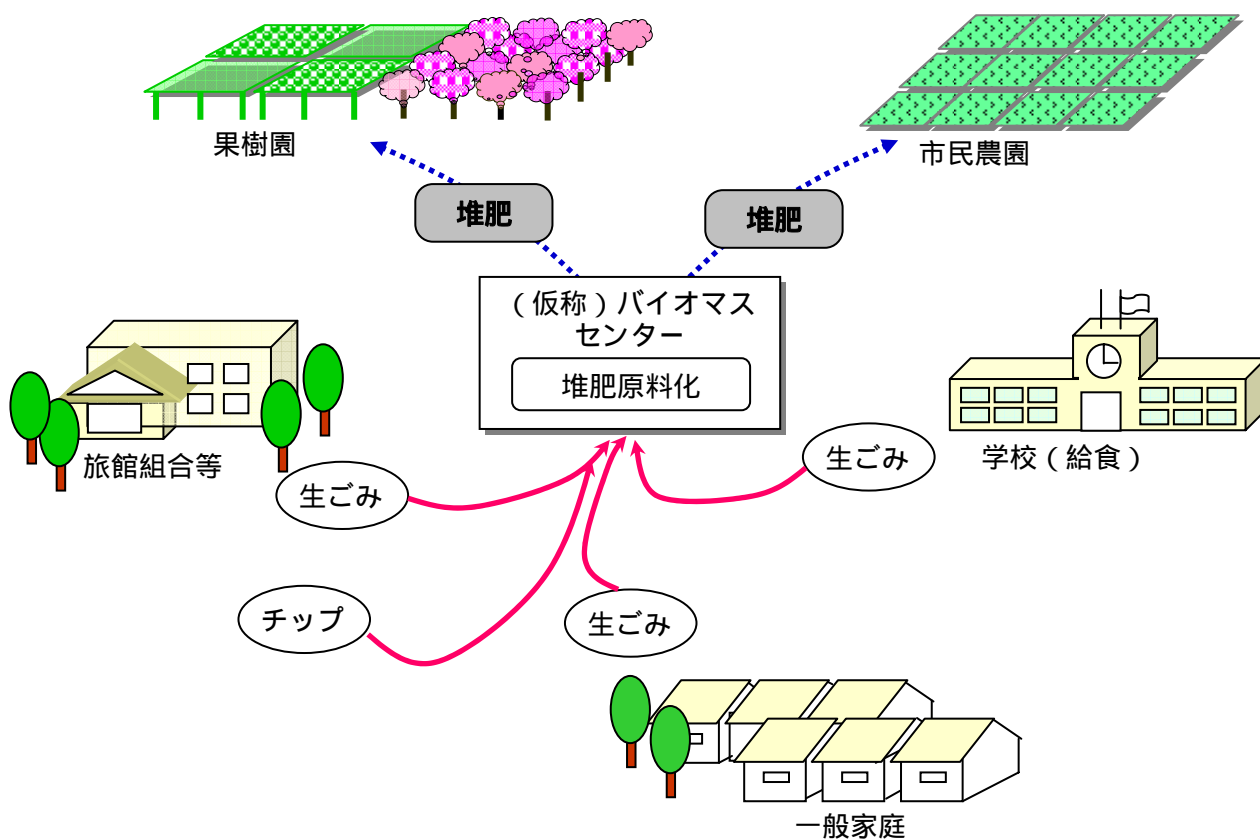 果樹園
市民農園
堆肥
堆肥
（仮称）バイオマス
センター
堆肥原料化
旅館組合等
学校（給食）
生ごみ
生ごみ
チップ
生ごみ
一般家庭